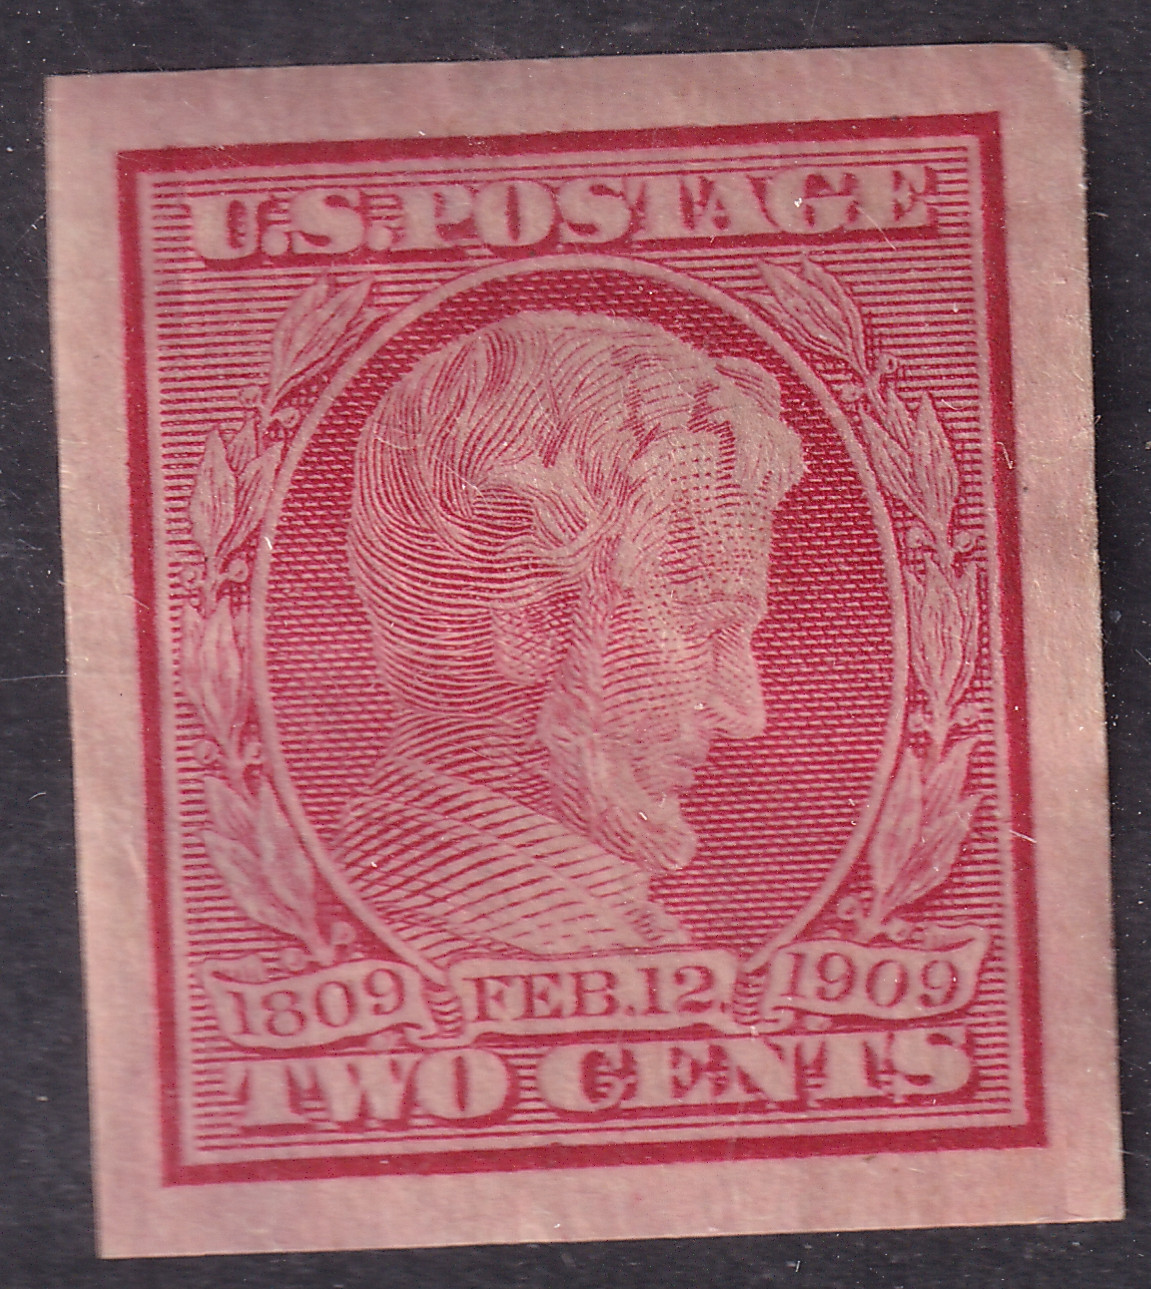 U.S. POSTAGE
1809 FEB. 12 1909
TWO CENTS